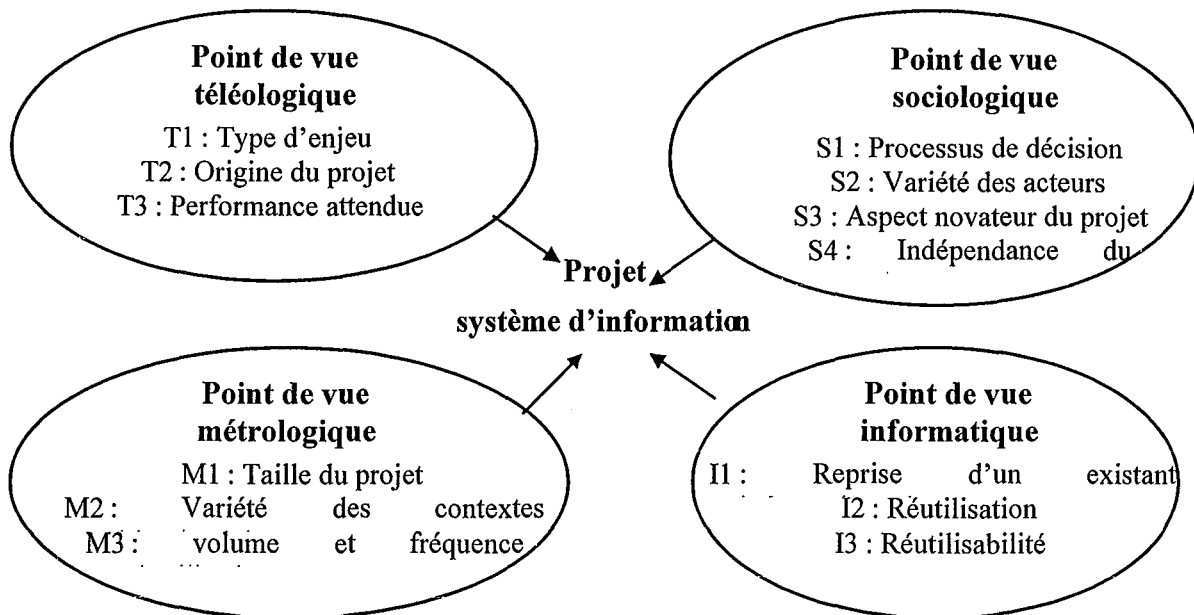 Point de vue
téléologique
T1 : Type d'enjeu
T2 : Origine du projet
T3 : Performance attendue
Point de vue
sociologique
S1 : Processus de décision
S2 : Variété des acteurs
S3 : Aspect novateur du projet
S4 : Indépendance du
Projet
système d'information
Point de vue
métrologique
M1 : Taille du projet
M2 : Variété des contextes
M3 : volume et fréquence
Point de vue
informatique
I1 : Reprise d'un existant
I2 : Réutilisation
I3 : Réutilisabilité